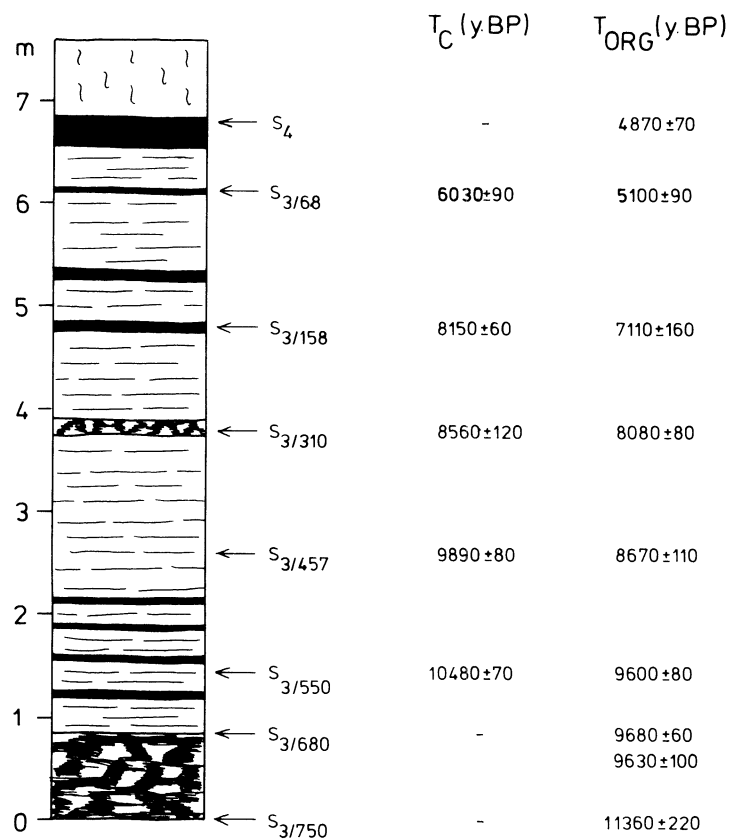 T_C (y.BP) T_ORG (y.BP)
m
7 S_4 - 4870±70
6 S_3/68 6030±90 5100±90
5 S_3/158 8150±60 7110±160
4 S_3/310 8560±120 8080±80
3 S_3/457 9890±80 8670±110
2
S_3/550 10480±70 9600±80
1 S_3/680 - 9680±60
9630±100
0 S_3/750 - 11360±220